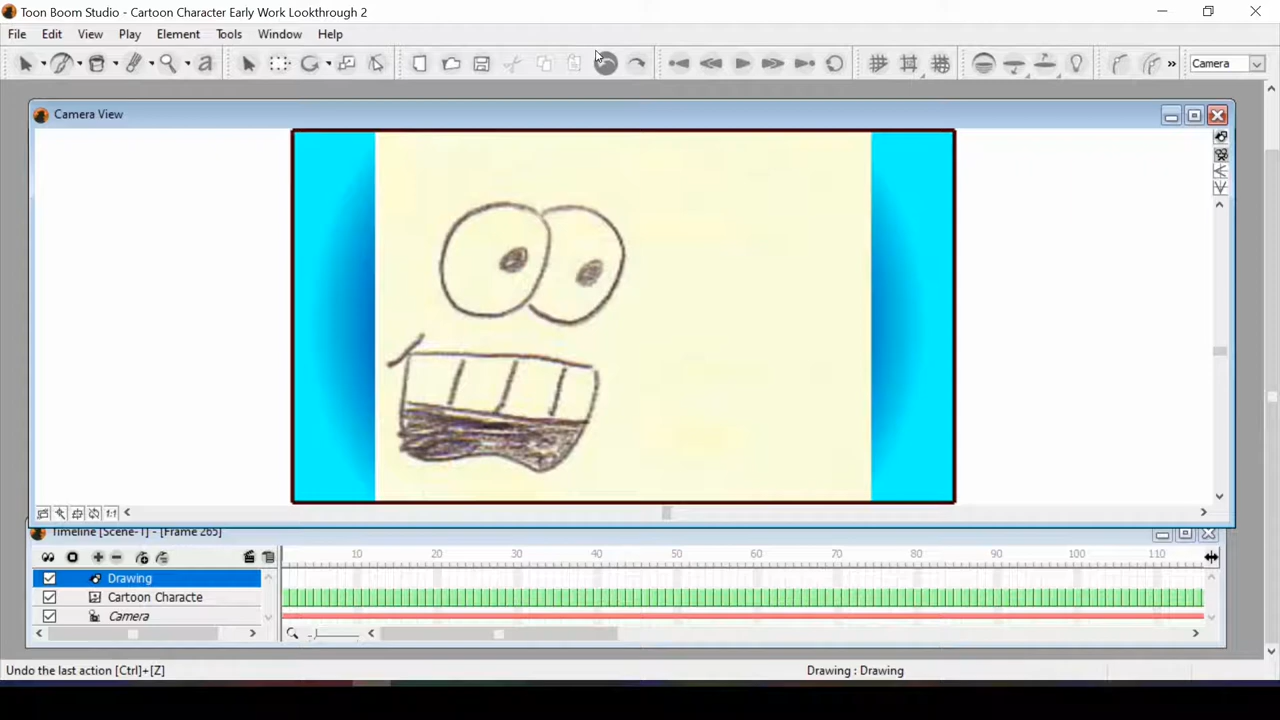 Toon Boom Studio - Cartoon Character Early Work Lookthrough 2
File Edit View Play Element Tools Window Help
Camera
Camera View
1:1
Timeline [Scene-1] - [Frame 265]
10 20 30 40 50 60 70 80 90 100 110
Drawing
Cartoon Characte
Camera
Undo the last action [Ctrl]+[Z] Drawing : Drawing